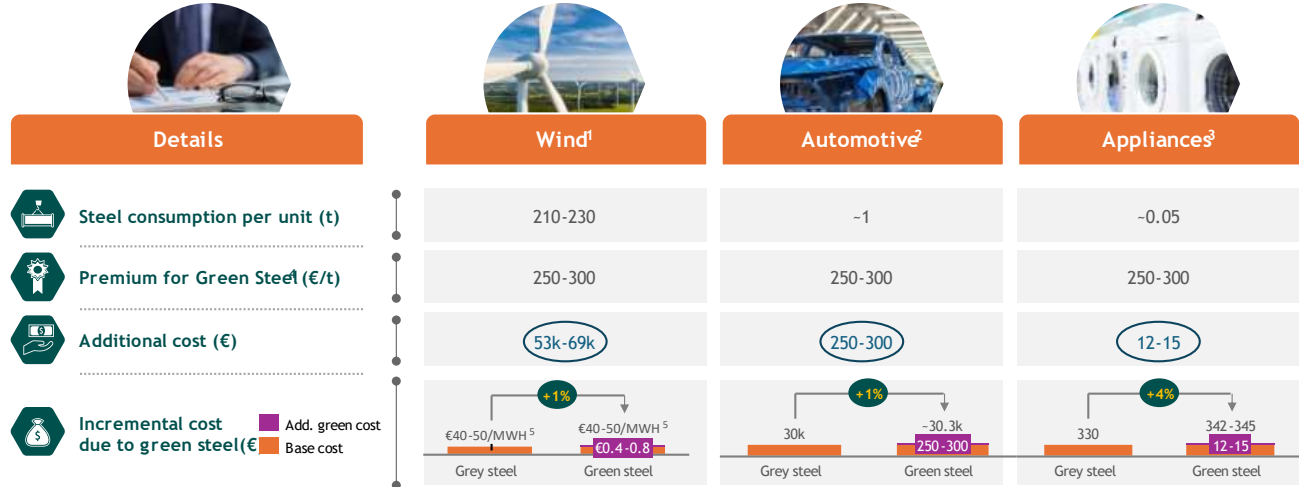 Details
Wind1
Automotive2
Appliances3
Steel consumption per unit (t)
210-230
~1
~0.05
Premium for Green Steel4 (€/t)
250-300
250-300
250-300
Additional cost (€)
53k-69k
250-300
12-15
Incremental cost
due to green steel(€
Add. green cost
Base cost
+1%
€40-50/MWH 5
€40-50/MWH 5
€0.4-0.8
Grey steel
Green steel
+1%
30k
~30.3k
250-300
Grey steel
Green steel
+4%
330
342-345
12-15
Grey steel
Green steel